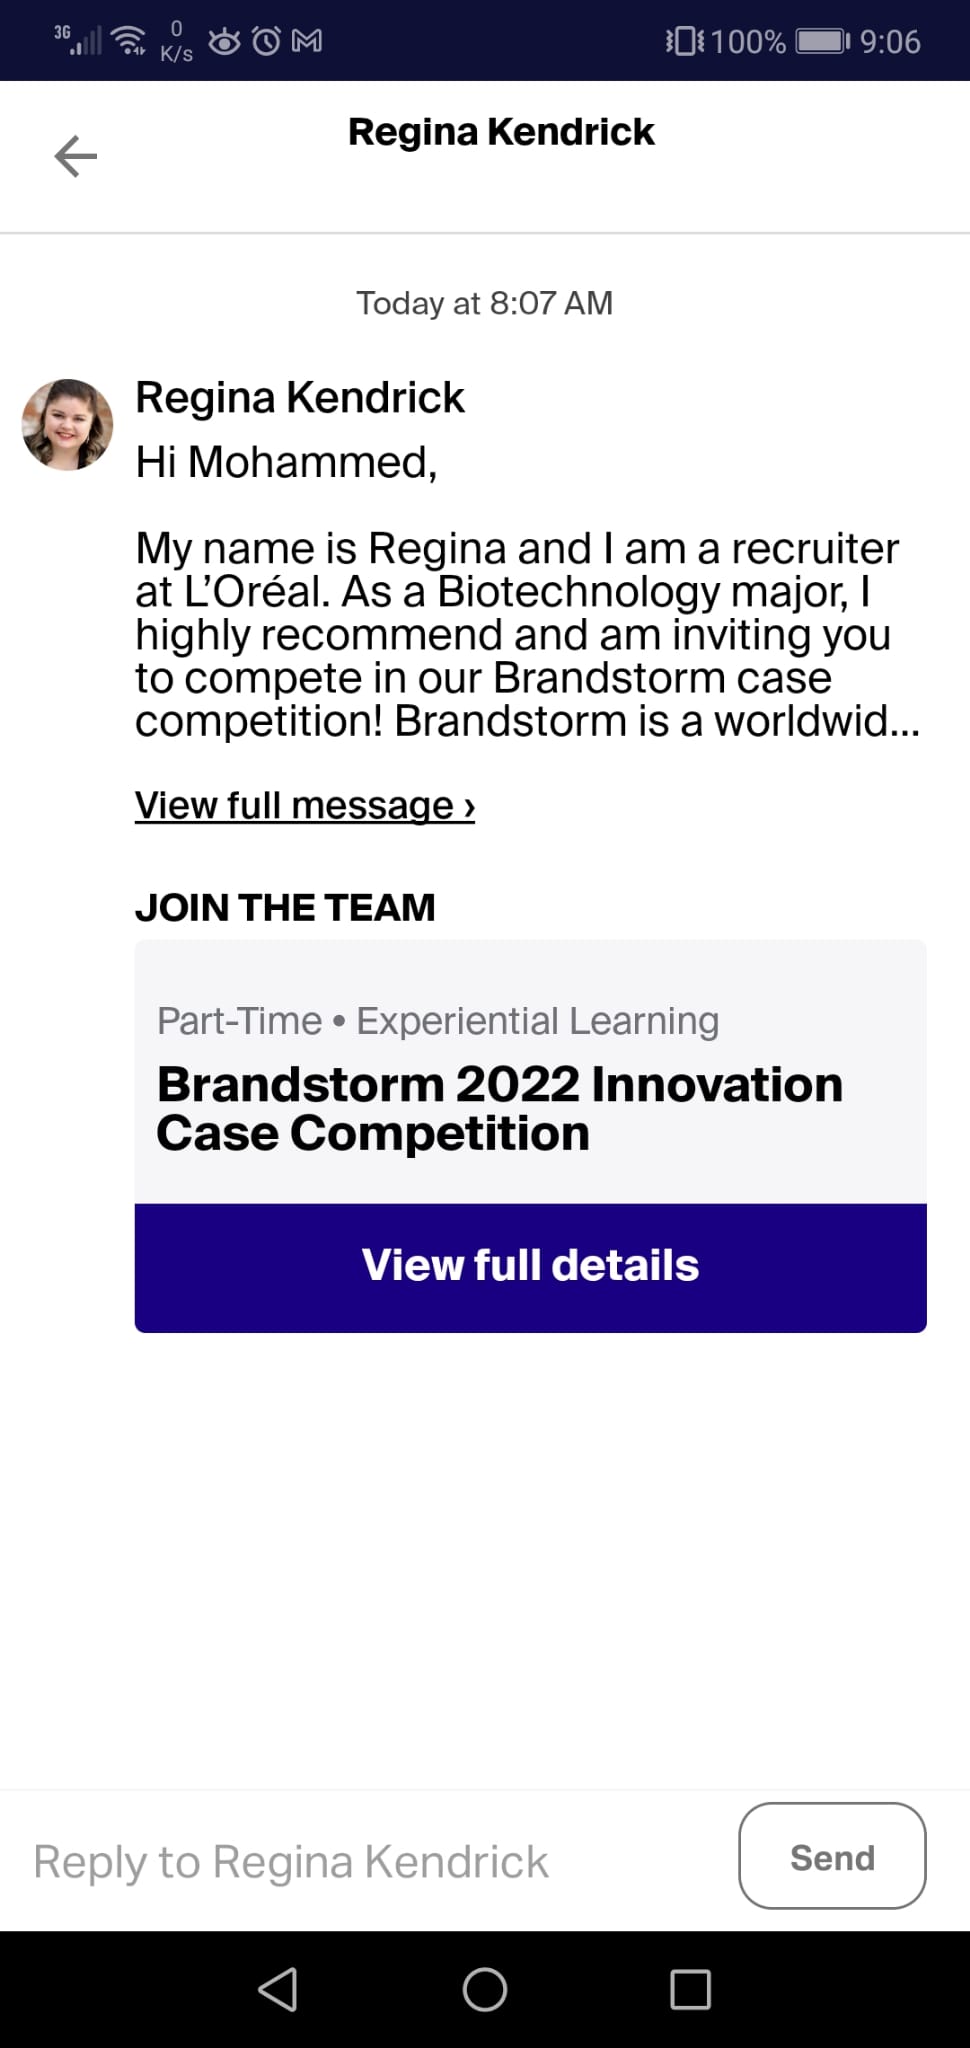 3G 0 K/s 100% 9:06
Regina Kendrick
Today at 8:07 AM
Regina Kendrick
Hi Mohammed,
My name is Regina and I am a recruiter
at L’Oréal. As a Biotechnology major, I
highly recommend and am inviting you
to compete in our Brandstorm case
competition! Brandstorm is a worldwid...
View full message ›
JOIN THE TEAM
Part-Time • Experiential Learning
Brandstorm 2022 Innovation
Case Competition
View full details
Reply to Regina Kendrick
Send